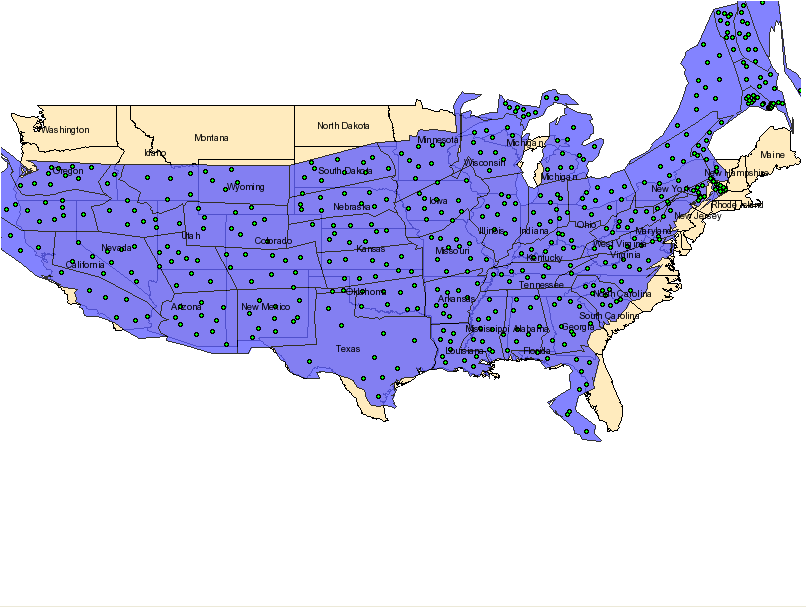 Washington
Montana
North Dakota
Minnesota
Michigan
Idaho
Maine
Oregon
South Dakota
Wisconsin
Michigan
New Hampshire
Wyoming
Nebraska
Iowa
New York
Rhode Island
New Jersey
Utah
Colorado
Illinois
Indiana
Ohio
Maryland
Nevada
Kansas
Missouri
West Virginia
Virginia
California
Kentucky
Tennessee
Arizona
New Mexico
Oklahoma
Arkansas
North Carolina
South Carolina
Mississippi
Alabama
Georgia
Texas
Louisiana
Florida